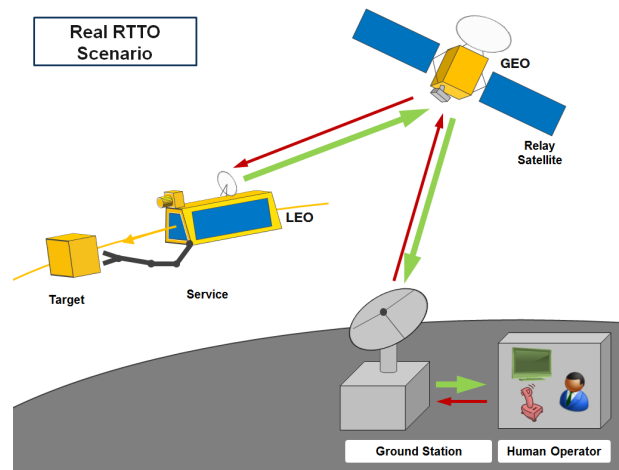 Real RTTO
Scenario
GEO
Relay
Satellite
LEO
Target
Service
Ground Station
Human Operator